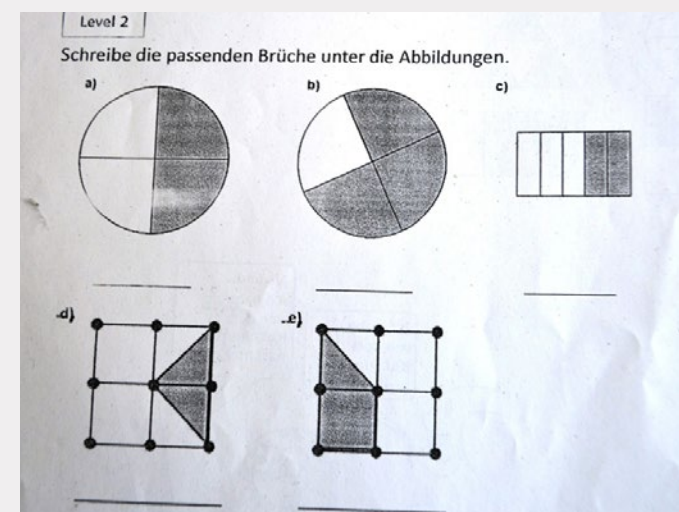 Level 2
Schreibe die passenden Brüche unter die Abbildungen.
a)
b)
c)
d)
e)